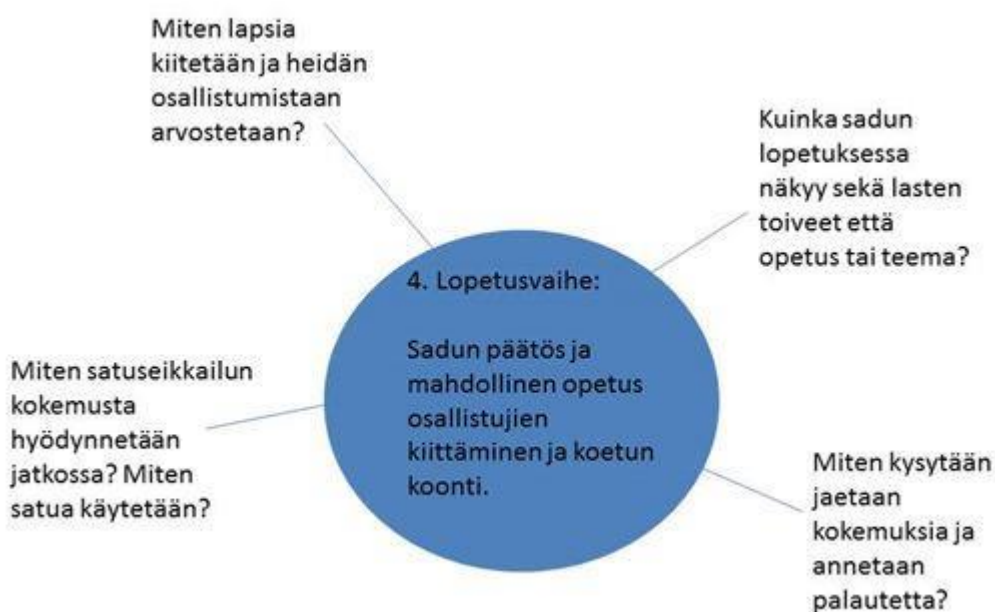 Miten lapsia
kiitetään ja heidän
osallistumistaan
arvostetaan?
Kuinka sadun
lopetuksessa
näkyy sekä lasten
toiveet että
opetus tai teema?
4. Lopetusvaihe:
Sadun päätös ja
mahdollinen opetus
osallistujien
kiittäminen ja koetun
koonti.
Miten satuseikkailun
kokemusta
hyödynnetään
jatkossa? Miten
satua käytetään?
Miten kysytään
jaetaan
kokemuksia ja
annetaan
palautetta?